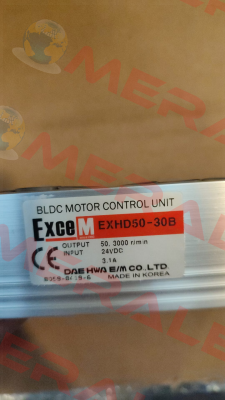 BLDC MOTOR CONTROL UNIT
ExceM EXHD50-30B
OUTPUT 50, 3000 r/min
INPUT 24VDC
3.1A
CE
DAE HWA E/M CO. LTD.
MADE IN KOREA